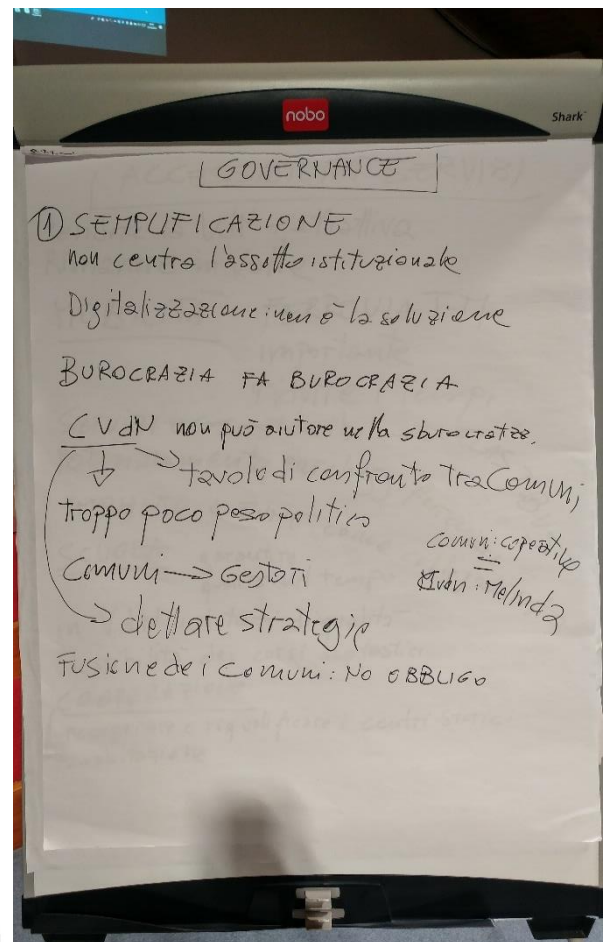 nobo
Shark
GOVERNANCE
① SEMPLIFICAZIONE
non centra l'assetto istituzionale
Digitalizzazione: non è la soluzione
BUROCRAZIA FA BUROCRAZIA
CVdN non può aiutare nella sburocratizz.
tavolo di confronto tra Comuni
troppo poco peso politico
Comuni → Gestori
Comuni: coperative
=
CVdN: Melinda
dettare strategie
Fusione dei Comuni: NO OBBLIGO